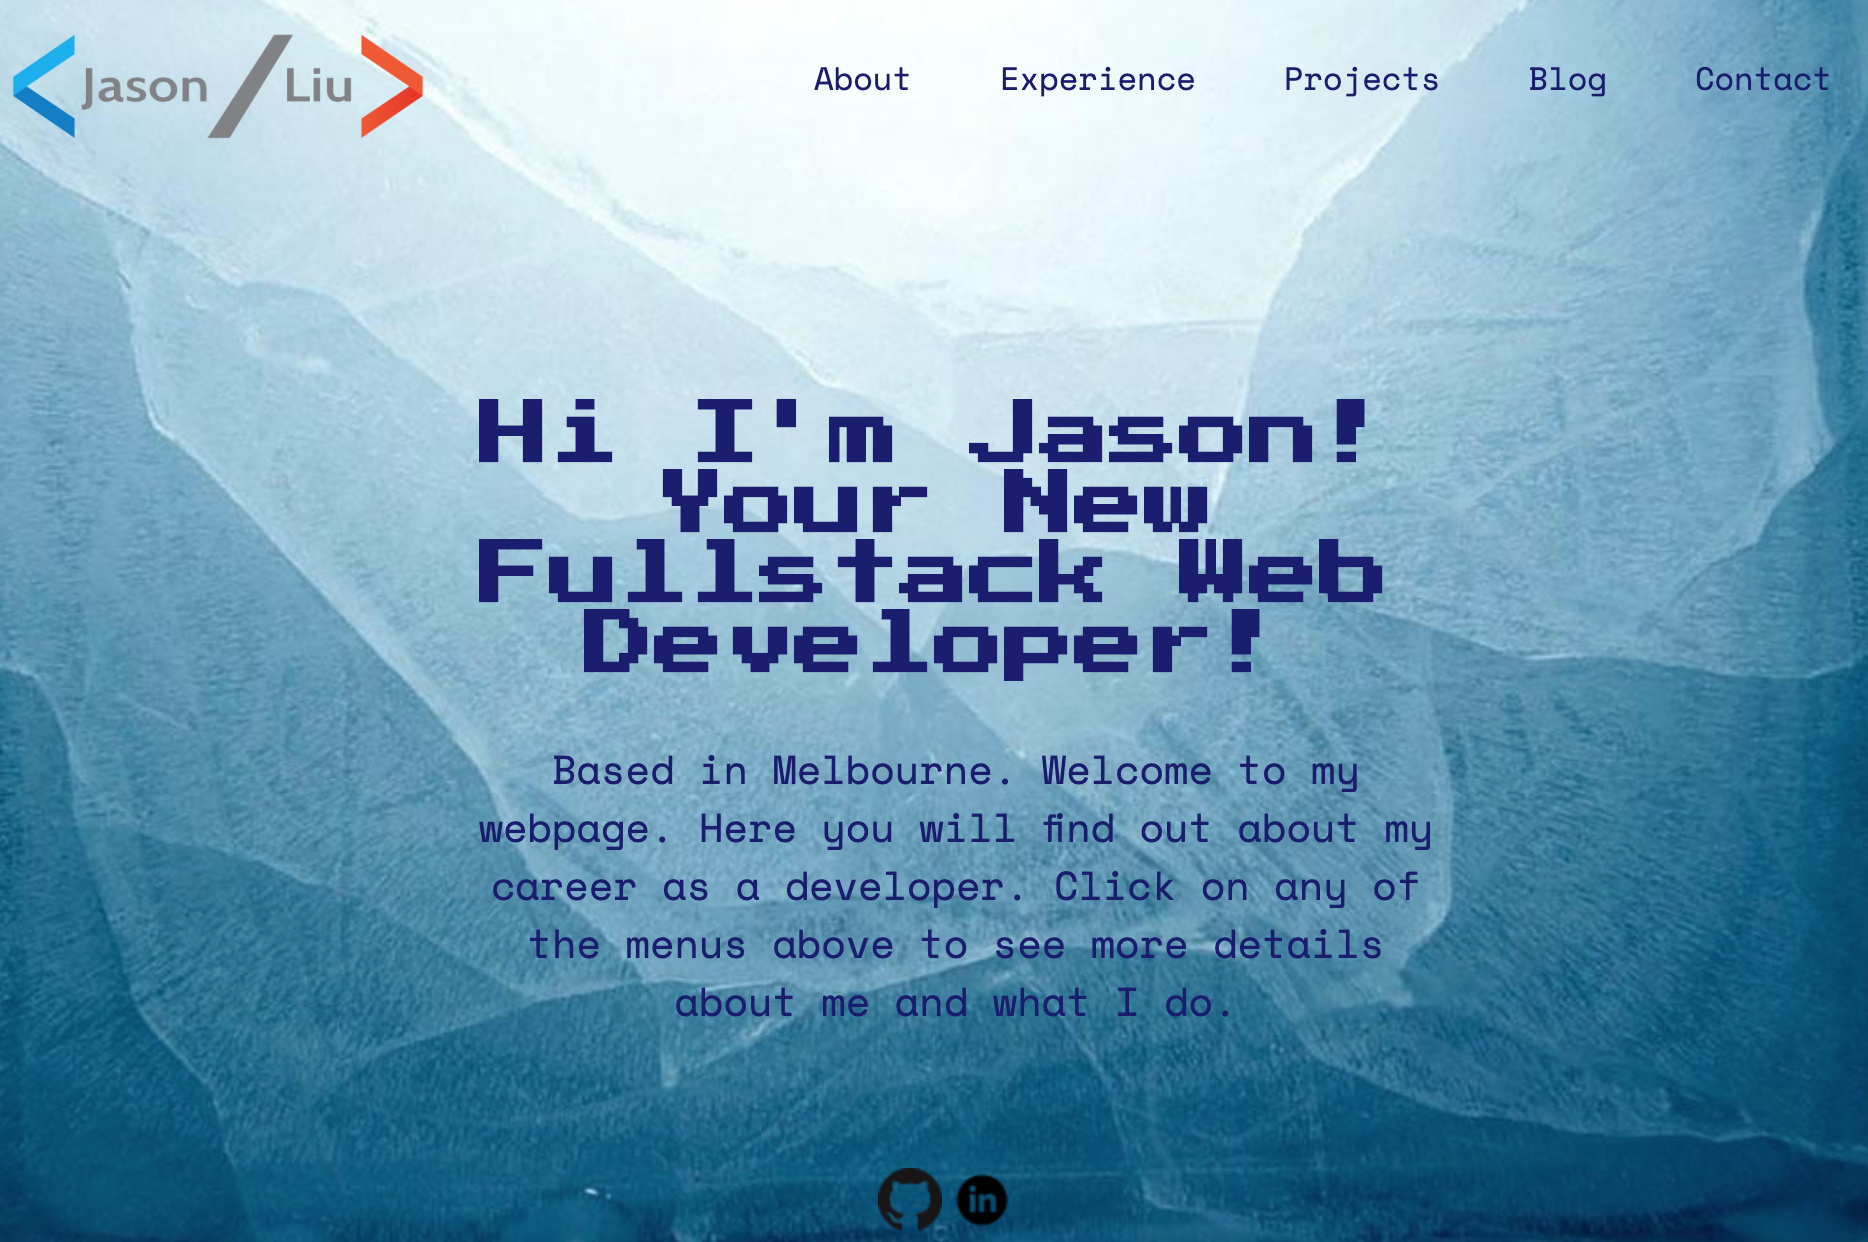 Jason / Liu
About Experience Projects Blog Contact
Hi I'm Jason!
Your New
Fullstack Web
Developer!
Based in Melbourne. Welcome to my
webpage. Here you will find out about my
career as a developer. Click on any of
the menus above to see more details
about me and what I do.
in